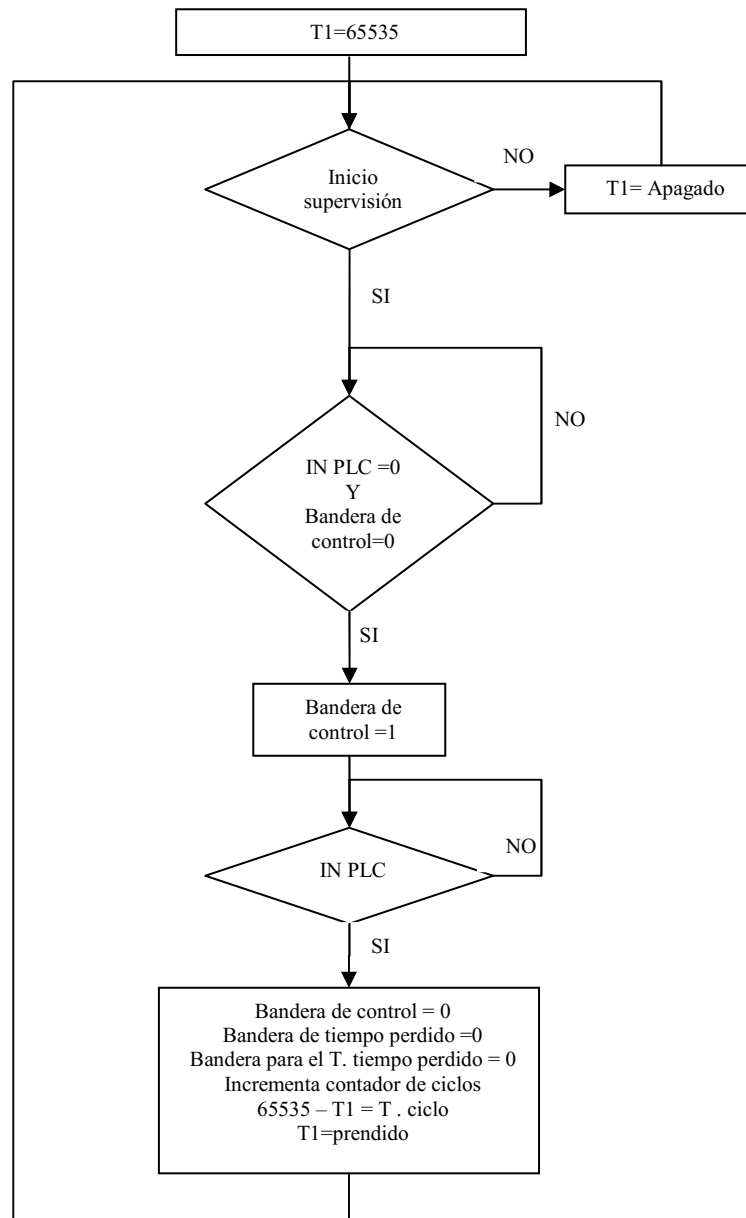 T1=65535
Inicio
supervisión
NO
T1= Apagado
SI
IN PLC =0
Y
Bandera de
control=0
NO
SI
Bandera de
control =1
IN PLC
NO
SI
Bandera de control = 0
Bandera de tiempo perdido =0
Bandera para el T. tiempo perdido = 0
Incrementa contador de ciclos
65535 – T1 = T . ciclo
T1=prendido